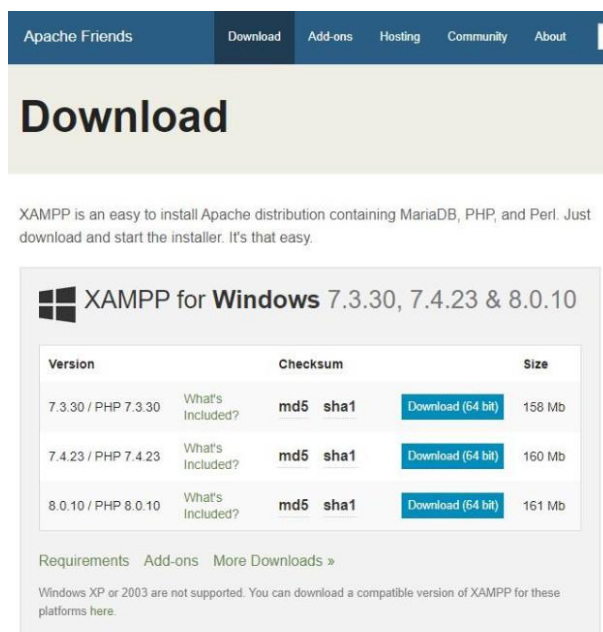 Apache Friends Download Add-ons Hosting Community About
Download
XAMPP is an easy to install Apache distribution containing MariaDB, PHP, and Perl. Just
download and start the installer. It's that easy.
XAMPP for Windows 7.3.30, 7.4.23 & 8.0.10
Version Checksum Size
7.3.30 / PHP 7.3.30 What's Included? md5 sha1 Download (64 bit) 158 Mb
7.4.23 / PHP 7.4.23 What's Included? md5 sha1 Download (64 bit) 160 Mb
8.0.10 / PHP 8.0.10 What's Included? md5 sha1 Download (64 bit) 161 Mb
Requirements Add-ons More Downloads »
Windows XP or 2003 are not supported. You can download a compatible version of XAMPP for these
platforms here.